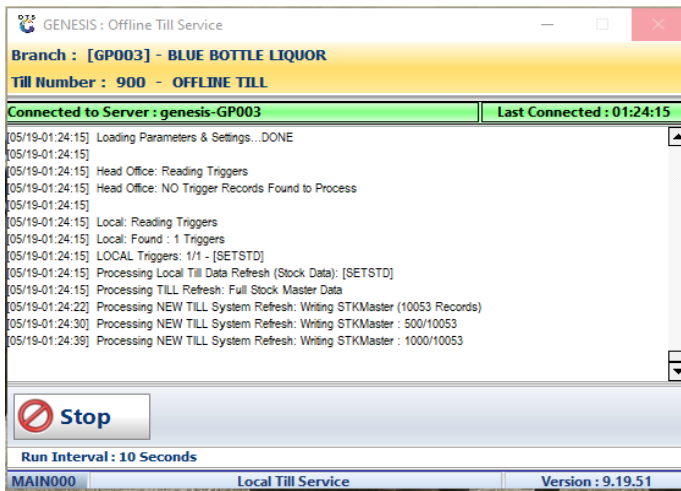 OTS
GENESIS : Offline Till Service
Branch : [GP003] - BLUE BOTTLE LIQUOR
Till Number : 900 - OFFLINE TILL
Connected to Server : genesis-GP003 Last Connected : 01:24:15
[05/19-01:24:15] Loading Parameters & Settings...DONE
[05/19-01:24:15]
[05/19-01:24:15] Head Office: Reading Triggers
[05/19-01:24:15] Head Office: NO Trigger Records Found to Process
[05/19-01:24:15]
[05/19-01:24:15] Local: Reading Triggers
[05/19-01:24:15] Local: Found : 1 Triggers
[05/19-01:24:15] LOCAL Triggers: 1/1 - [SETSTD]
[05/19-01:24:15] Processing Local Till Data Refresh (Stock Data): [SETSTD]
[05/19-01:24:15] Processing TILL Refresh: Full Stock Master Data
[05/19-01:24:22] Processing NEW TILL System Refresh: Writing STKMaster (10053 Records)
[05/19-01:24:30] Processing NEW TILL System Refresh: Writing STKMaster : 500/10053
[05/19-01:24:39] Processing NEW TILL System Refresh: Writing STKMaster : 1000/10053
Stop
Run Interval : 10 Seconds
MAIN000 Local Till Service Version : 9.19.51